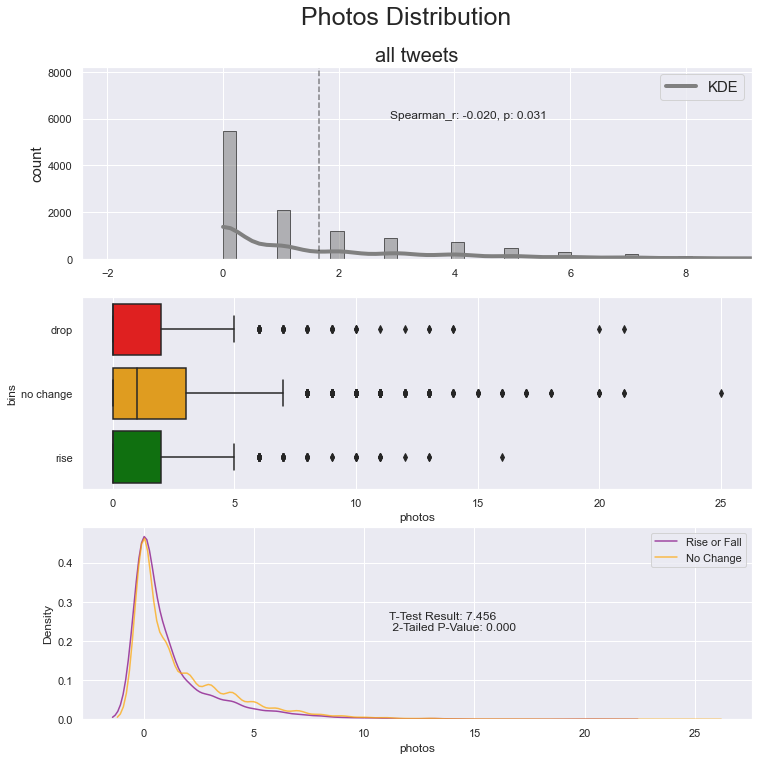 Photos Distribution
all tweets
8000
6000
4000
2000
0
count
KDE
Spearman_r: -0.020, p: 0.031
−2 0 2 4 6 8
drop
no change
rise
bins
0 5 10 15 20 25
photos
Rise or Fall
No Change
0.4
0.3
0.2
0.1
0.0
Density
T-Test Result: 7.456
2-Tailed P-Value: 0.000
0 5 10 15 20 25
photos